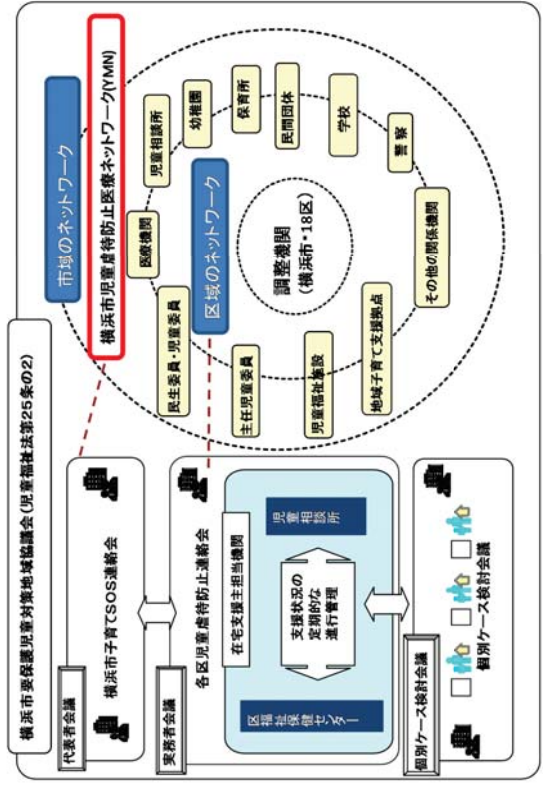 横浜市要保護児童対策地域協議会(児童福祉法第25条の2)
代表者会議
横浜市子育てSOS連絡会
実務者会議
各区児童虐待防止連絡会
在宅支援主担当機関
区福祉保健センター
支援状況の
定期的な
進行管理
児童相談所
個別ケース検討会議
個別ケース検討会議
市域のネットワーク
横浜市児童虐待防止医療ネットワーク(YMN)
区域のネットワーク
調整機関
(横浜市・18区)
医療機関
児童相談所
幼稚園
保育所
民間団体
学校
警察
その他の関係機関
地域子育て支援拠点
児童福祉施設
主任児童委員
民生委員・児童委員